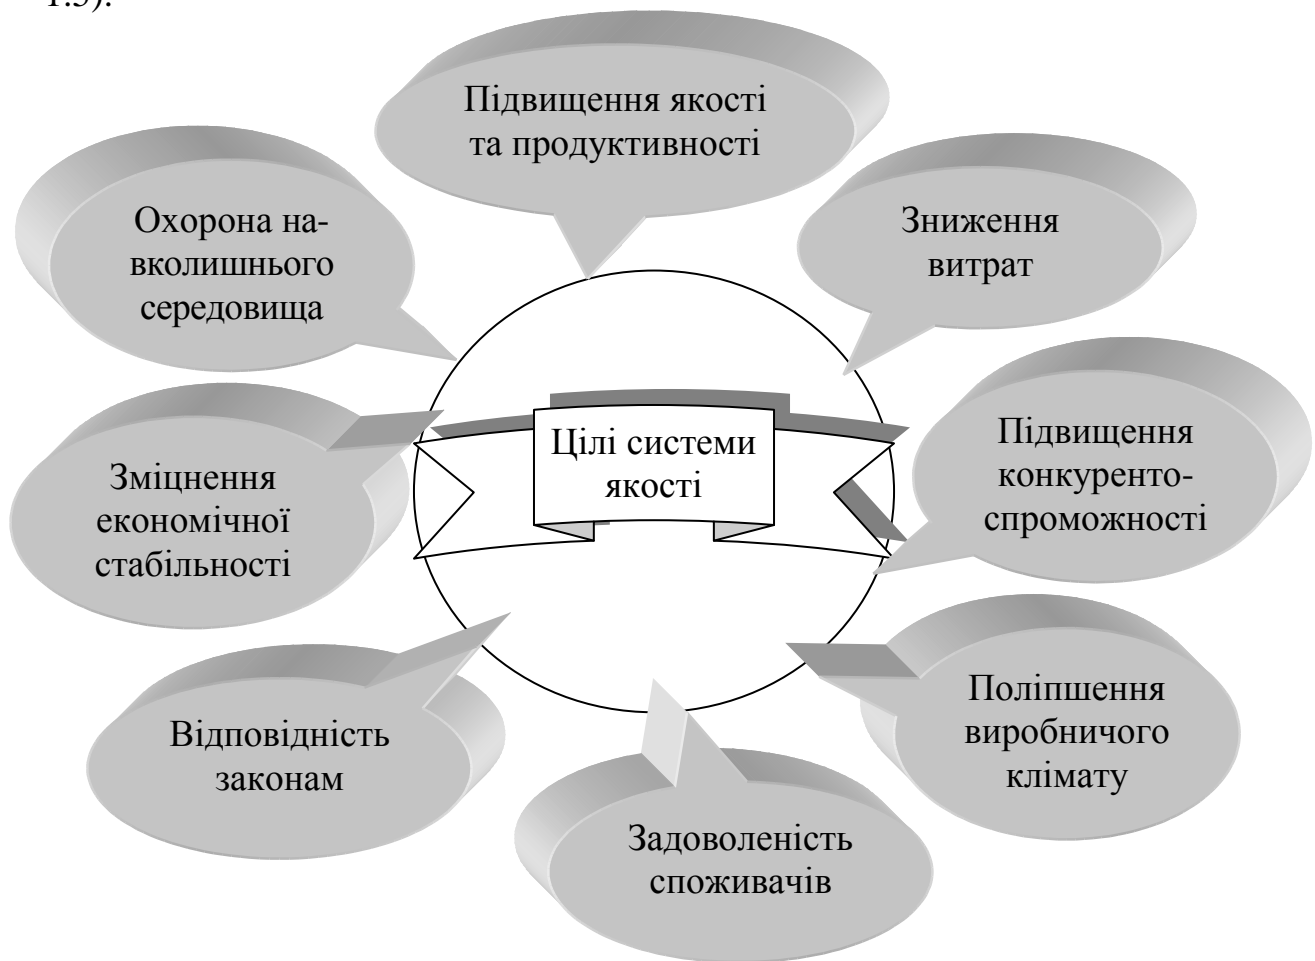 1.3).
Підвищення якості
та продуктивності
Охорона на-
вколишнього
середовища
Зниження
витрат
Цілі системи
якості
Підвищення
конкуренто-
спроможності
Зміцнення
економічної
стабільності
Поліпшення
виробничого
клімату
Відповідність
законам
Задоволеність
споживачів